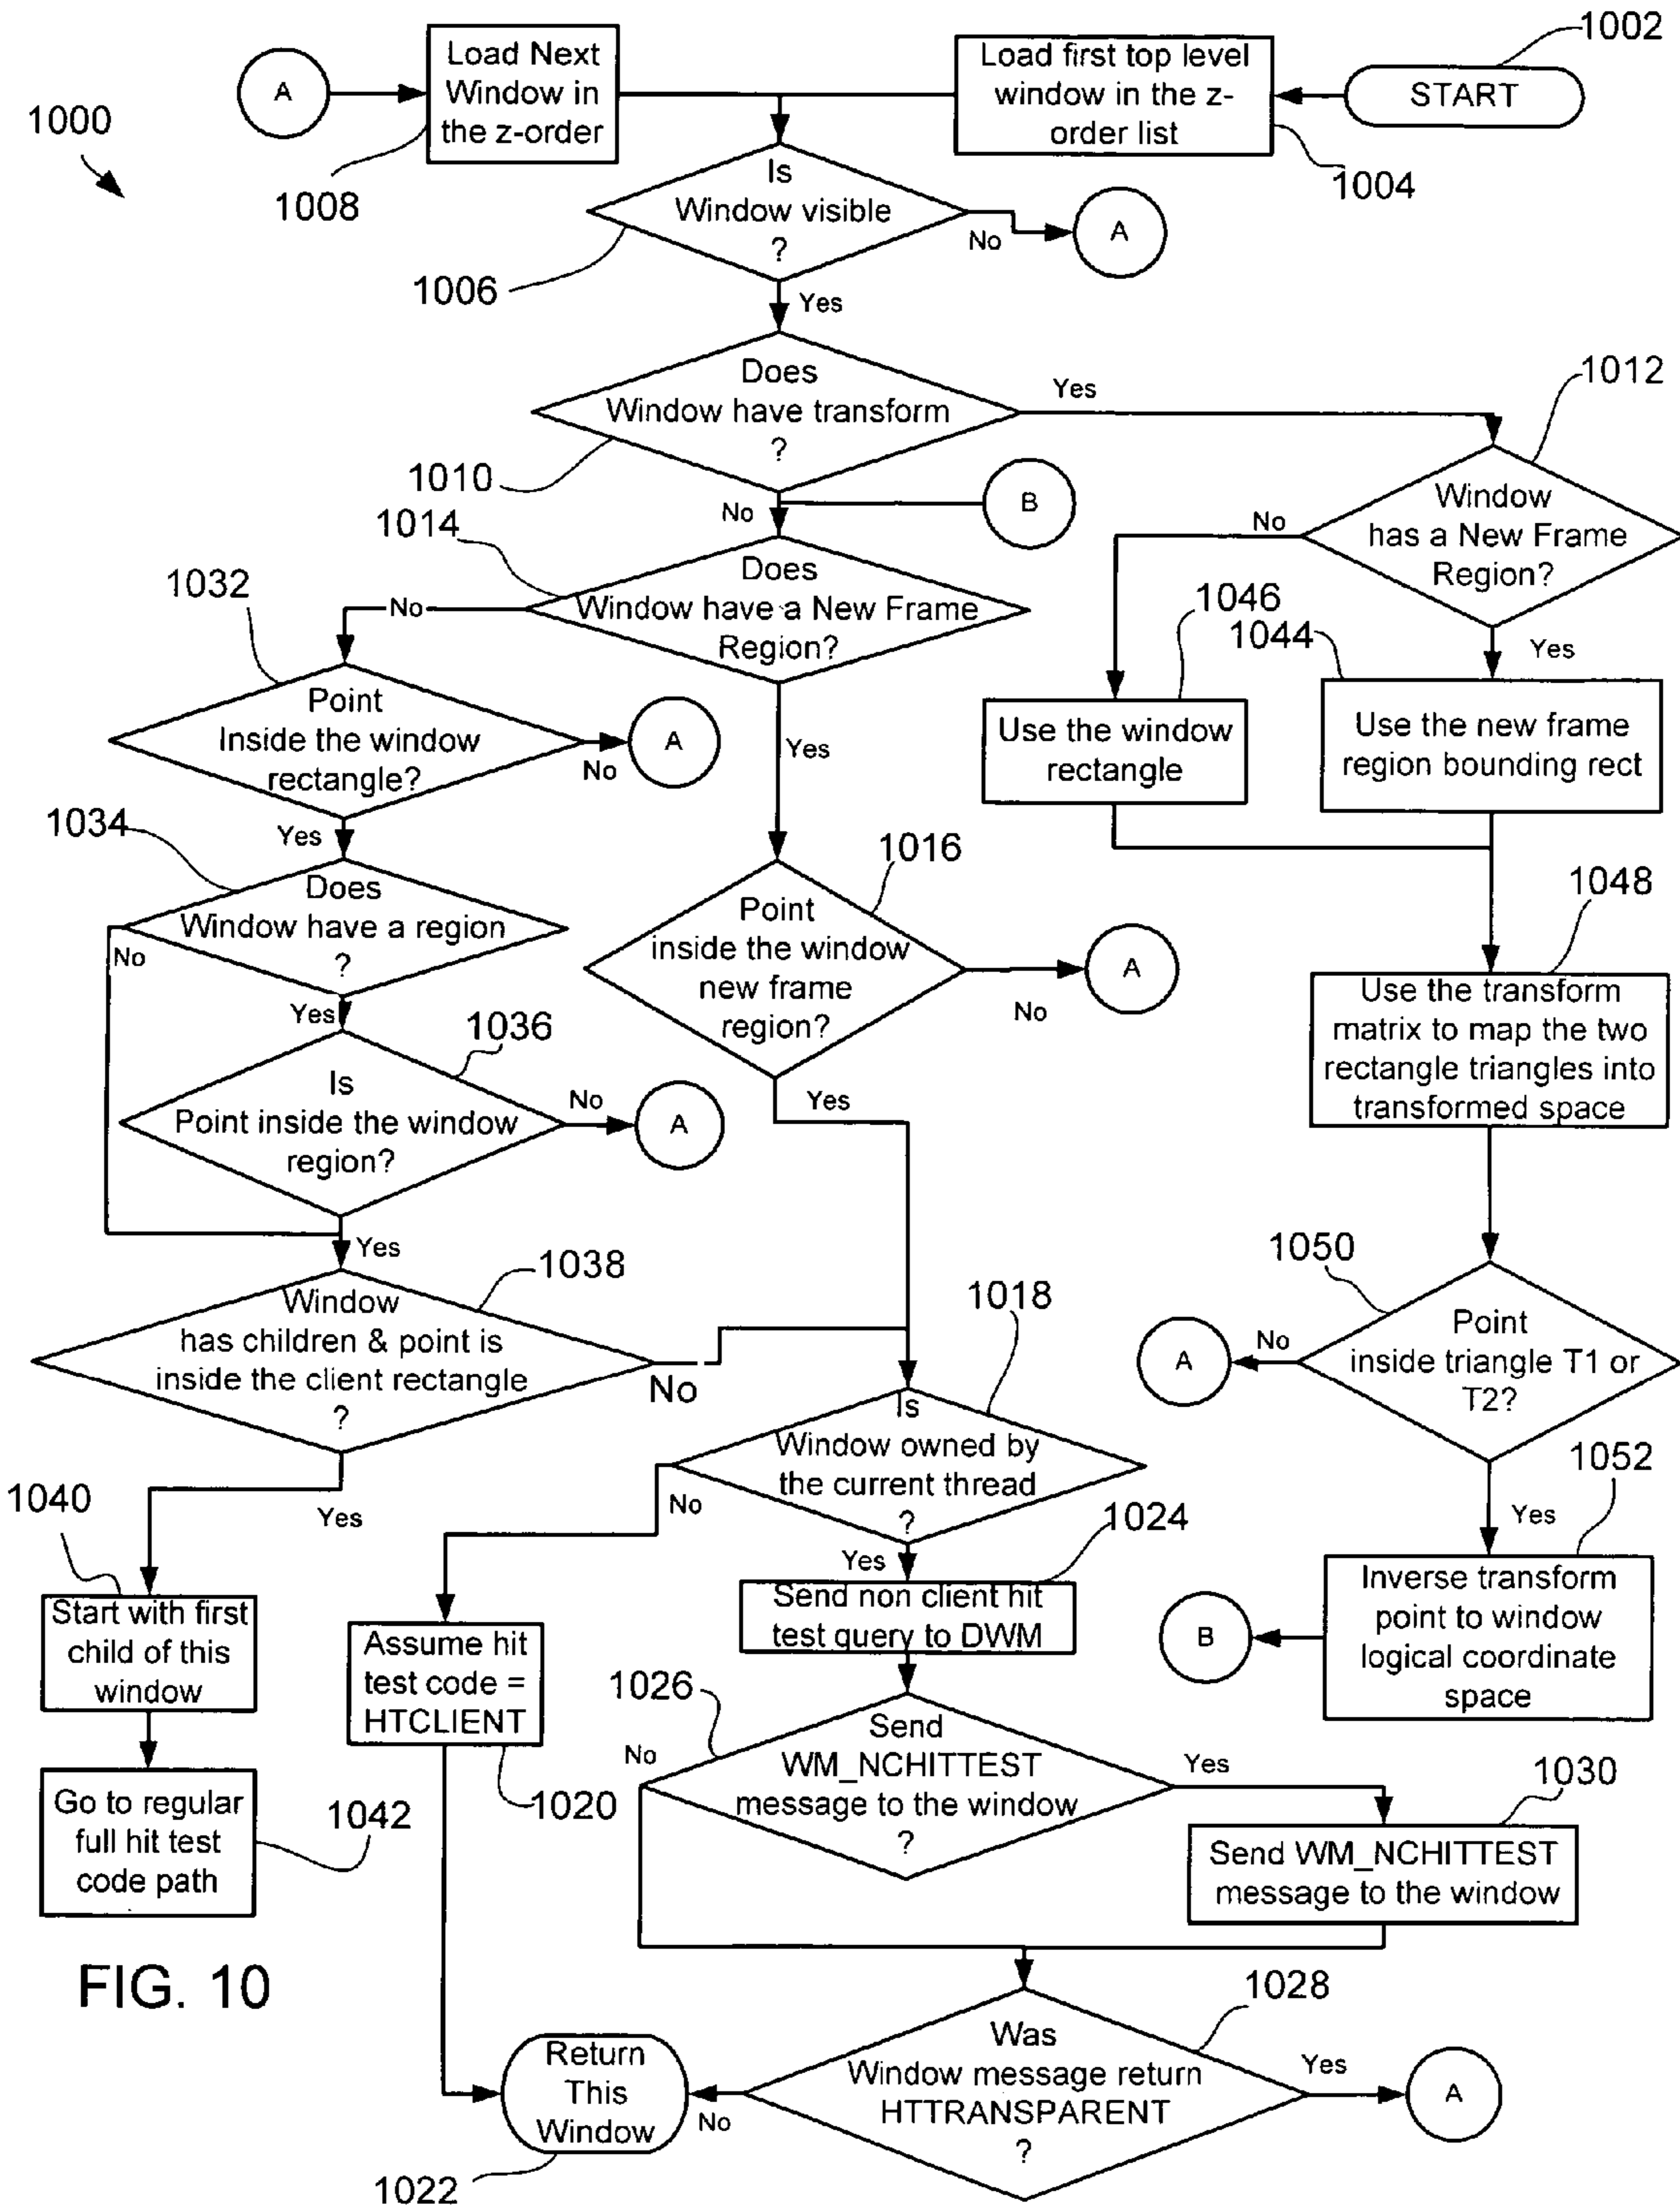 1002
START
Load first top level
window in the z-
order list
1004
A
Load Next
Window in
the z-order
1008
1000
Is
Window visible
?
1006
No
A
Yes
Does
Window have transform
?
1010
Yes
1012
No
B
Window
has a New Frame
Region?
No
Yes
1014
Does
Window have a New Frame
Region?
No
Yes
1046
1044
Use the window
rectangle
Use the new frame
region bounding rect
1032
Point
Inside the window
rectangle?
No
A
Yes
1034
Does
Window have a region
?
No
Yes
1016
Point
inside the window
new frame
region?
No
A
Yes
1048
Use the transform
matrix to map the two
rectangle triangles into
transformed space
1036
Is
Point inside the window
region?
No
A
Yes
1038
Window
has children & point is
inside the client rectangle
?
No
Yes
1050
Point
inside triangle T1 or
T2?
No
A
Yes
1018
Is
Window owned by
the current thread
?
No
Yes
1052
Inverse transform
point to window
logical coordinate
space
B
1040
Start with first
child of this
window
Go to regular
full hit test
code path
1042
Assume hit
test code =
HTCLIENT
1020
1024
Send non client hit
test query to DWM
1026
Send
WM_NCHITTEST
message to the window
?
No
Yes
1030
Send WM_NCHITTEST
message to the window
1028
Was
Window message return
HTTRANSPARENT
?
Yes
A
No
Return
This
Window
1022
FIG. 10